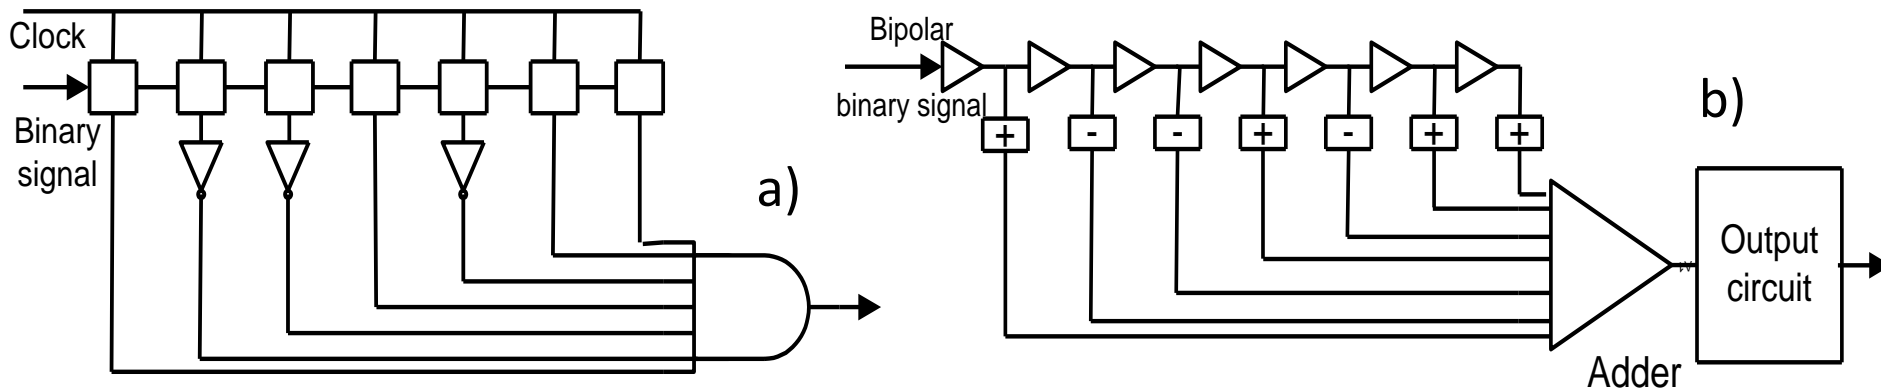 Clock
Binary
signal
a)
Bipolar
binary signal
+ - - + - + +
b)
Adder
Output
circuit